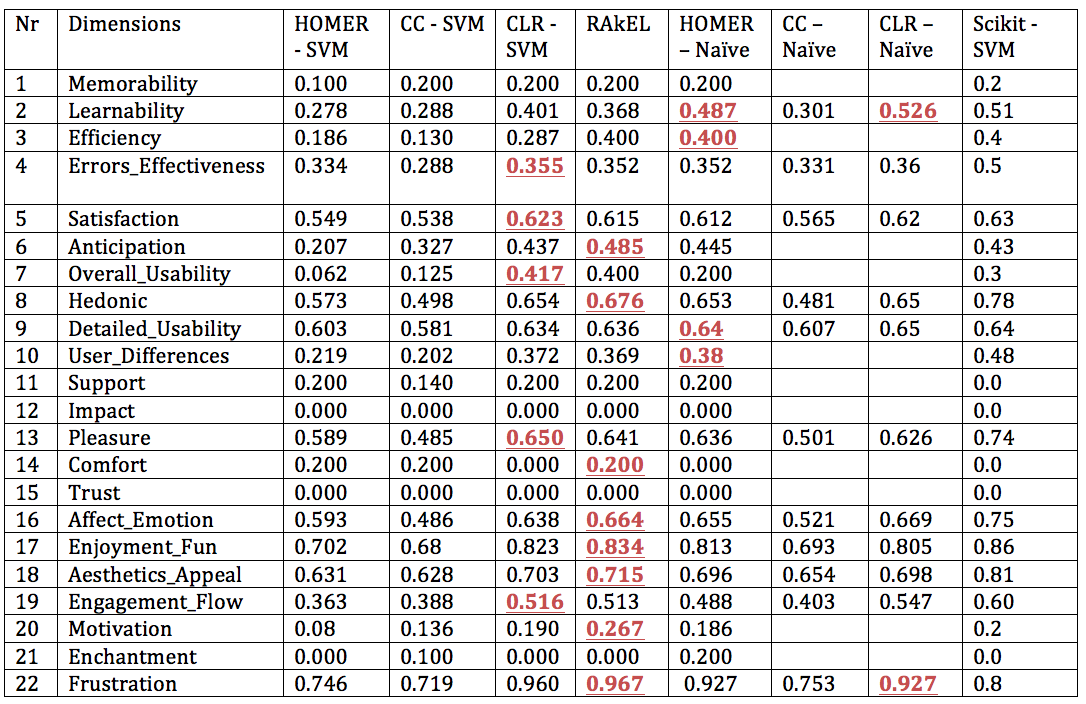 Nr Dimensions HOMER - SVM CC - SVM CLR - SVM RAkEL HOMER – Naïve CC – Naïve CLR – Naïve Scikit - SVM
1 Memorability 0.100 0.200 0.200 0.200 0.200 0.2
2 Learnability 0.278 0.288 0.401 0.368 0.487 0.301 0.526 0.51
3 Efficiency 0.186 0.130 0.287 0.400 0.400 0.4
4 Errors_Effectiveness 0.334 0.288 0.355 0.352 0.352 0.331 0.36 0.5
5 Satisfaction 0.549 0.538 0.623 0.615 0.612 0.565 0.62 0.63
6 Anticipation 0.207 0.327 0.437 0.485 0.445 0.43
7 Overall_Usability 0.062 0.125 0.417 0.400 0.200 0.3
8 Hedonic 0.573 0.498 0.654 0.676 0.653 0.481 0.65 0.78
9 Detailed_Usability 0.603 0.581 0.634 0.636 0.64 0.607 0.65 0.64
10 User_Differences 0.219 0.202 0.372 0.369 0.38 0.48
11 Support 0.200 0.140 0.200 0.200 0.200 0.0
12 Impact 0.000 0.000 0.000 0.000 0.000 0.0
13 Pleasure 0.589 0.485 0.650 0.641 0.636 0.501 0.626 0.74
14 Comfort 0.200 0.200 0.000 0.200 0.000 0.0
15 Trust 0.000 0.000 0.000 0.000 0.000 0.0
16 Affect_Emotion 0.593 0.486 0.638 0.664 0.655 0.521 0.669 0.75
17 Enjoyment_Fun 0.702 0.68 0.823 0.834 0.813 0.693 0.805 0.86
18 Aesthetics_Appeal 0.631 0.628 0.703 0.715 0.696 0.654 0.698 0.81
19 Engagement_Flow 0.363 0.388 0.516 0.513 0.488 0.403 0.547 0.60
20 Motivation 0.08 0.136 0.190 0.267 0.186 0.2
21 Enchantment 0.000 0.100 0.000 0.000 0.200 0.0
22 Frustration 0.746 0.719 0.960 0.967 0.927 0.753 0.927 0.8